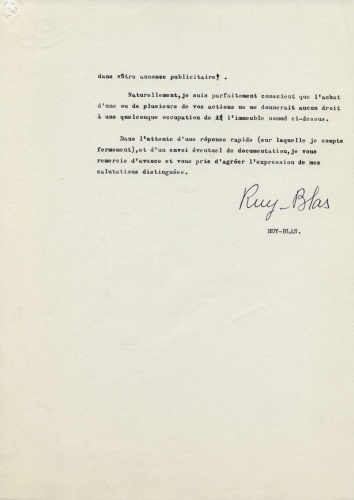 dans vôtre annonce publicitaire .
Naturellement,je suis parfaitement conscient que l'achat
d'une ou de plusieurs de vos actions ne me donnerait aucun droit
à une quelconque occupation de l'immeuble nommé ci-dessus.
Dans l'attente d'une réponse rapide (sur laquelle je compte
fermement),et d'un envoi éventuel de documentation,je vous
remercie d'avance et vous prie d'agréer l'expression de mes
salutations distinguées.
Ruy-Blas
RUY-BLAS.